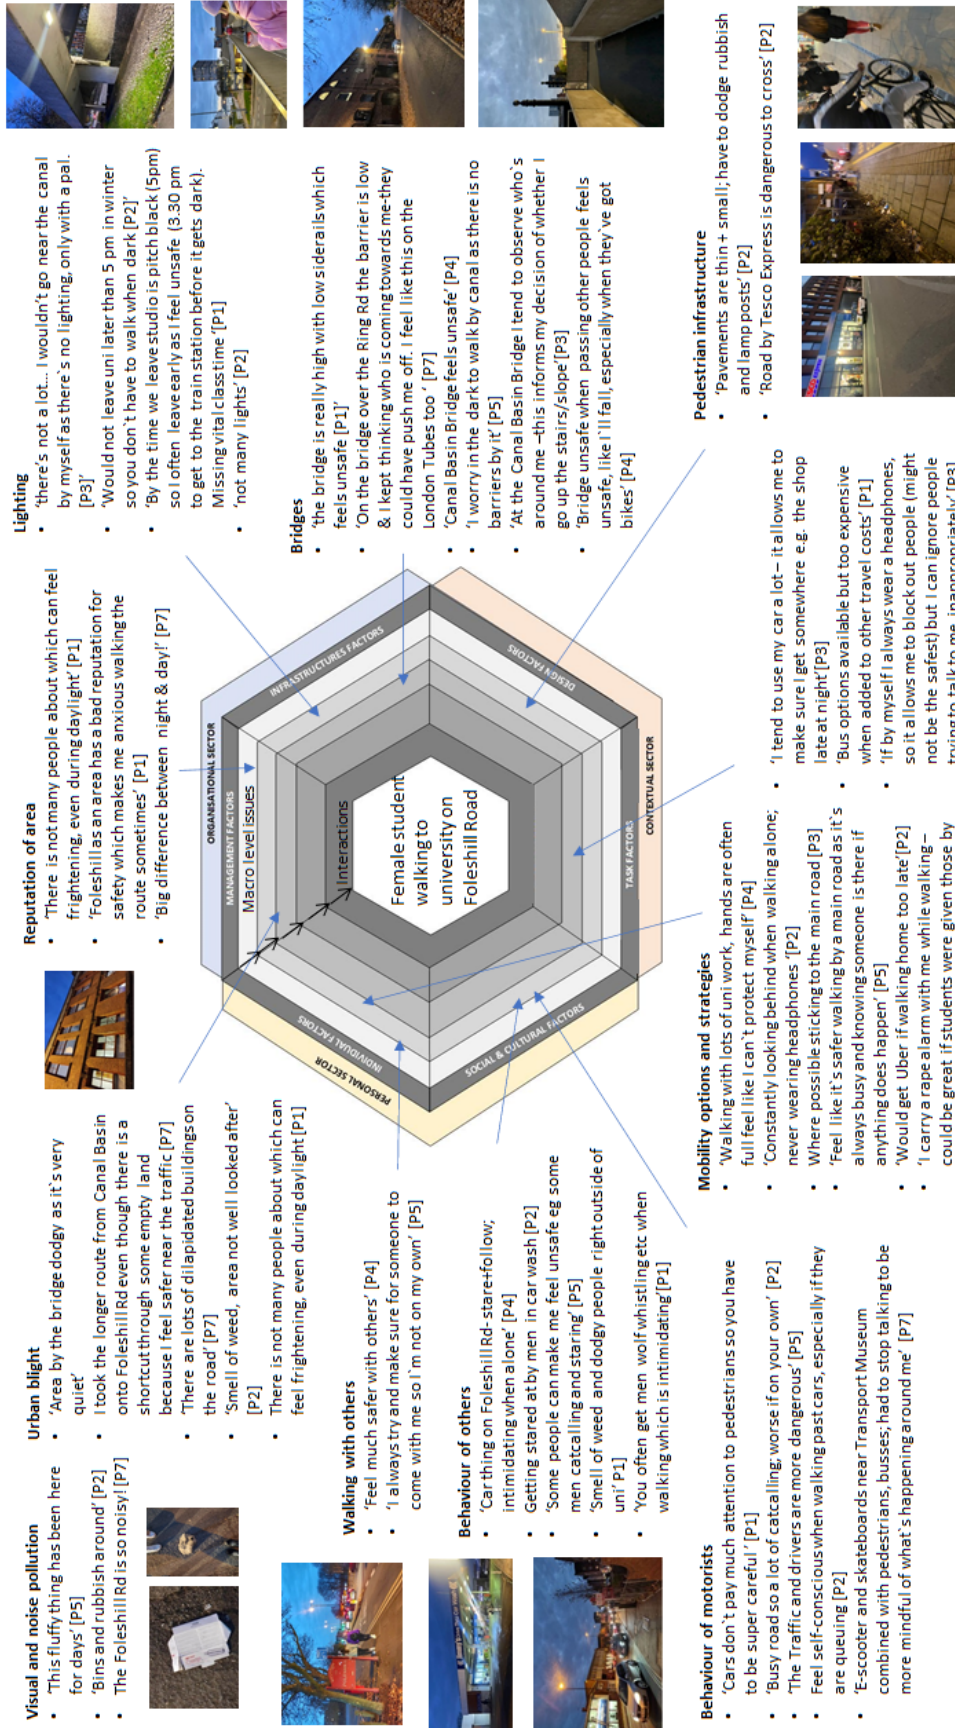 Visual and noise pollution
• 'This fluffy thing has been here
for days' [P5]
• 'Bins and rubbish around' [P2]
• The Foleshill Rd is so noisy! [P7]
Urban blight
• 'Area by the bridge dodgy as it`s very
quiet'
• I took the longer route from Canal Basin
onto Foleshill Rd even though there is a
shortcut through some empty land
because I feel safer near the traffic [P7]
• 'There are lots of dilapidated buildings on
the road' [P7]
• 'Smell of weed, area not well looked after'
[P2]
• There is not many people about which can
feel frightening, even during daylight [P1]
Reputation of area
• 'There is not many people about which can feel
frightening, even during daylight' [P1]
• 'Foleshill as an area has a bad reputation for
safety which makes me anxious walking the
route sometimes' [P1]
• 'Big difference between night & day!' [P7]
Lighting
• 'there's not a lot... I wouldn't go near the canal
by myself as there`s no lighting, only with a pal.
[P3]'
• 'Would not leave uni later than 5 pm in winter
so you don`t have to walk when dark [P2]'
• 'By the time we leave studio is pitch black (5pm)
so I often leave early as I feel unsafe (3.30 pm
to get to the train station before it gets dark).
Missing vital class time '[P1]
• 'not many lights' [P2]
Walking with others
• 'Feel much safer with others' [P4]
• 'I always try and make sure for someone to
come with me so I`m not on my own' [P5]
Behaviour of others
• 'Car thing on Foleshill Rd- stare+follow;
intimidating when alone' [P4]
• Getting stared at by men in car wash [P2]
• 'Some people can make me feel unsafe eg some
men catcalling and staring' [P5]
• 'Smell of weed and dodgy people right outside of
uni' P1]
• 'You often get men wolf whistling etc when
walking which is intimidating'[P1]
ORGANISATIONAL SECTOR
MANAGEMENT FACTORS
Macro level issues
Interactions
Female student
walking to
university on
Foleshill Road
INFRASTRUCTURES FACTORS
DESIGN FACTORS
CONTEXTUAL SECTOR
TASK FACTORS
SOCIAL & CULTURAL FACTORS
INDIVIDUAL FACTORS
PERSONAL SECTOR
Bridges
• 'the bridge is really high with low siderails which
feels unsafe [P1]'
• 'On the bridge over the Ring Rd the barrier is low
& I kept thinking who is coming towards me-they
could have push me off. I feel like this on the
London Tubes too ' [P7]
• 'Canal Basin Bridge feels unsafe' [P4]
• 'I worry in the dark to walk by canal as there is no
barriers by it' [P5]
• 'At the Canal Basin Bridge I tend to observe who`s
around me –this informs my decision of whether I
go up the stairs/slope'[P3]
• 'Bridge unsafe when passing other people feels
unsafe, like I`ll fall, especially when they`ve got
bikes' [P4]
Behaviour of motorists
• 'Cars don`t pay much attention to pedestrians so you have
to be super careful ' [P1]
• 'Busy road so a lot of catcalling; worse if on your own' [P2]
• 'The Traffic and drivers are more dangerous' [P5]
• Feel self-conscious when walking past cars, especially if they
are queuing [P2]
• 'E-scooter and skateboards near Transport Museum
combined with pedestrians, busses; had to stop talking to be
more mindful of what`s happening around me' [P7]
Mobility options and strategies
• 'Walking with lots of uni work, hands are often
full feel like I can`t protect myself' [P4]
• 'Constantly looking behind when walking alone;
never wearing headphones '[P2]
• Where possible sticking to the main road [P3]
• 'Feel like it`s safer walking by a main road as it`s
always busy and knowing someone is there if
anything does happen' [P5]
• 'Would get Uber if walking home too late'[P2]
• 'I carry a rape alarm with me while walking –
could be great if students were given those by
• 'I tend to use my car a lot – it allows me to
make sure I get somewhere e.g. the shop
late at night'[P3]
• 'Bus options available but too expensive
when added to other travel costs' [P1]
• 'If by myself I always wear a headphones,
so it allows me to block out people (might
not be the safest) but I can ignore people
trying to talk to me inappropriately' [P3]
Pedestrian infrastructure
• 'Pavements are thin + small; have to dodge rubbish
and lamp posts' [P2]
• 'Road by Tesco Express is dangerous to cross' [P2]